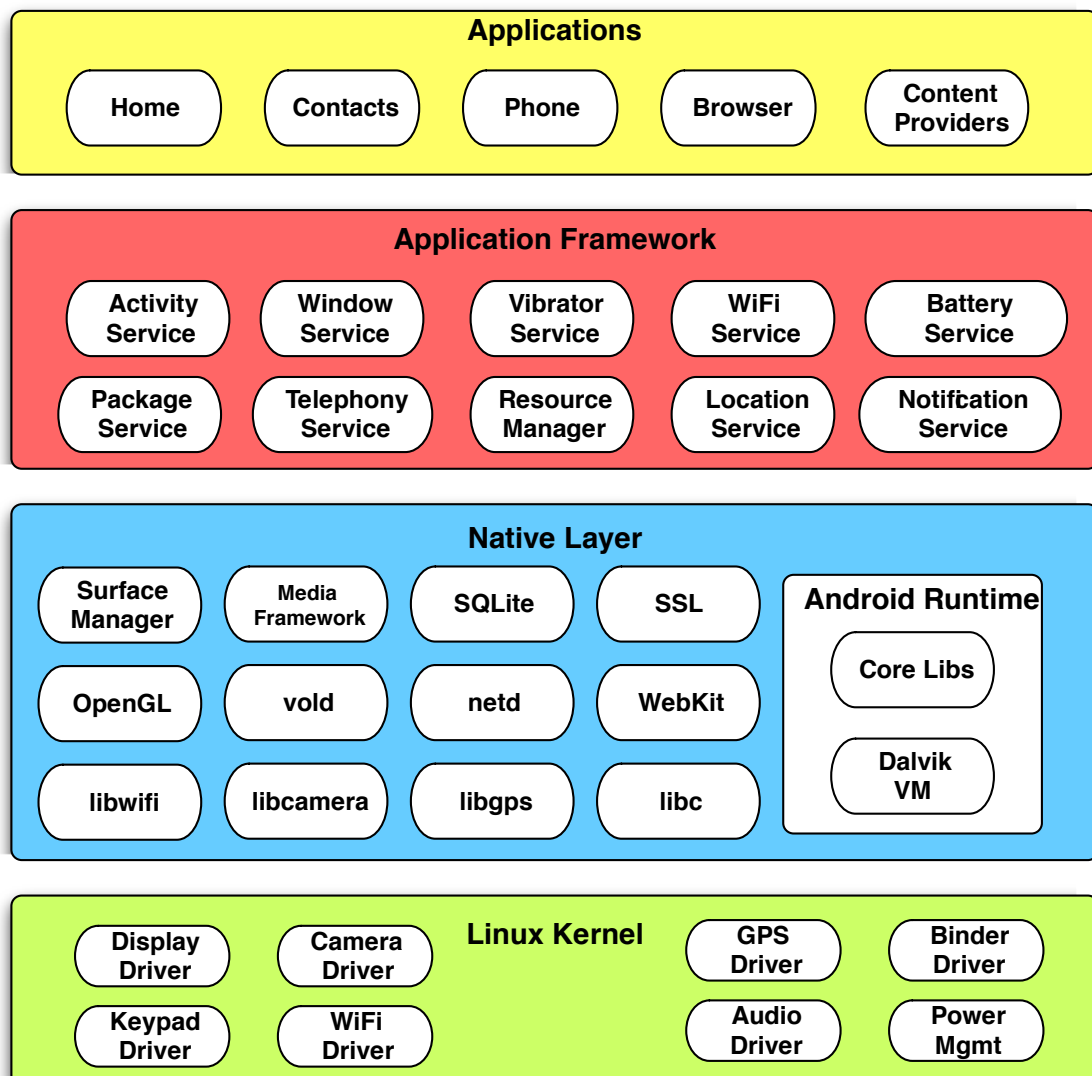 Applications
Home
Contacts
Phone
Browser
Content
Providers
Application Framework
Activity
Service
Window
Service
Vibrator
Service
WiFi
Service
Battery
Service
Package
Service
Telephony
Service
Resource
Manager
Location
Service
Notification
Service
Native Layer
Surface
Manager
Media
Framework
SQLite
SSL
OpenGL
vold
netd
WebKit
libwifi
libcamera
libgps
libc
Android Runtime
Core Libs
Dalvik
VM
Linux Kernel
Display
Driver
Camera
Driver
GPS
Driver
Binder
Driver
Keypad
Driver
WiFi
Driver
Audio
Driver
Power
Mgmt